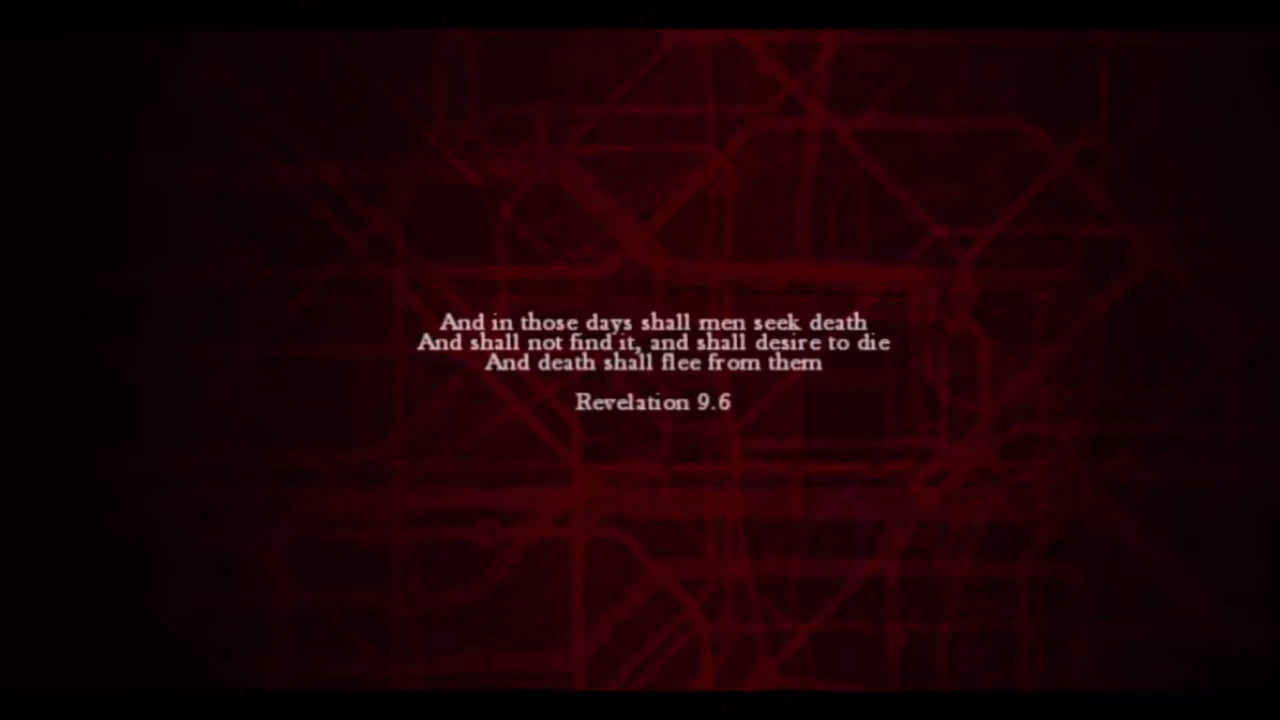 And in those days shall men seek death
And shall not find it, and shall desire to die
And death shall flee from them
Revelation 9.6